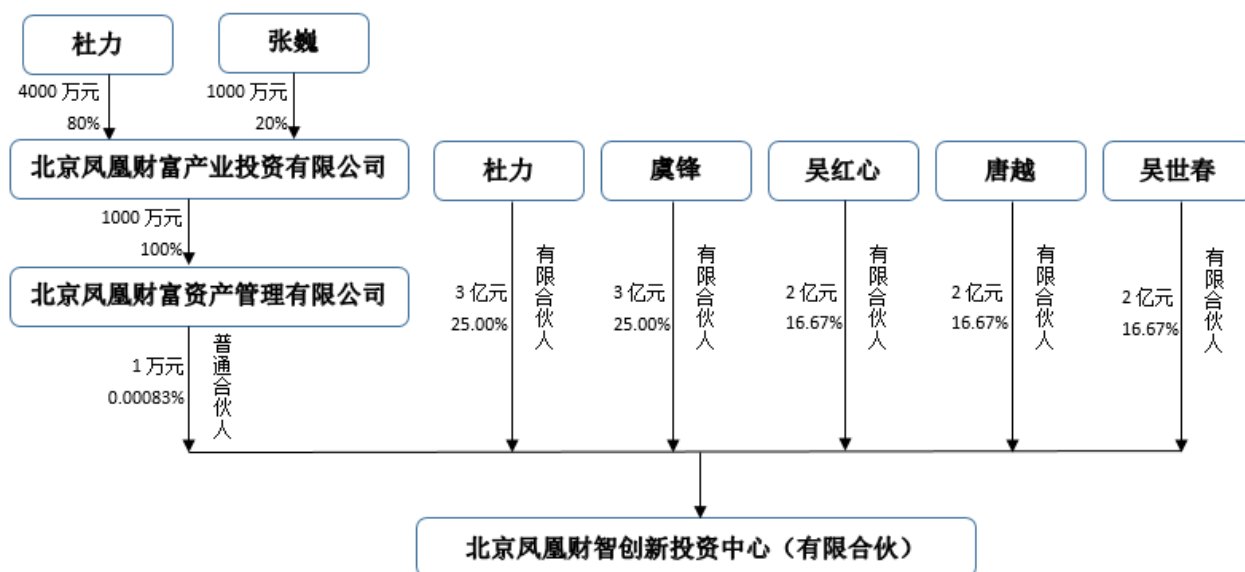 杜力
张巍
4000 万元
80%
1000 万元
20%
北京凤凰财富产业投资有限公司
杜力
虞锋
吴红心
唐越
吴世春
1000 万元
100%
北京凤凰财富资产管理有限公司
1 万元
0.00083%
普通合伙人
3 亿元
25.00%
有限合伙人
3 亿元
25.00%
有限合伙人
2 亿元
16.67%
有限合伙人
2 亿元
16.67%
有限合伙人
2 亿元
16.67%
有限合伙人
北京凤凰财智创新投资中心（有限合伙）